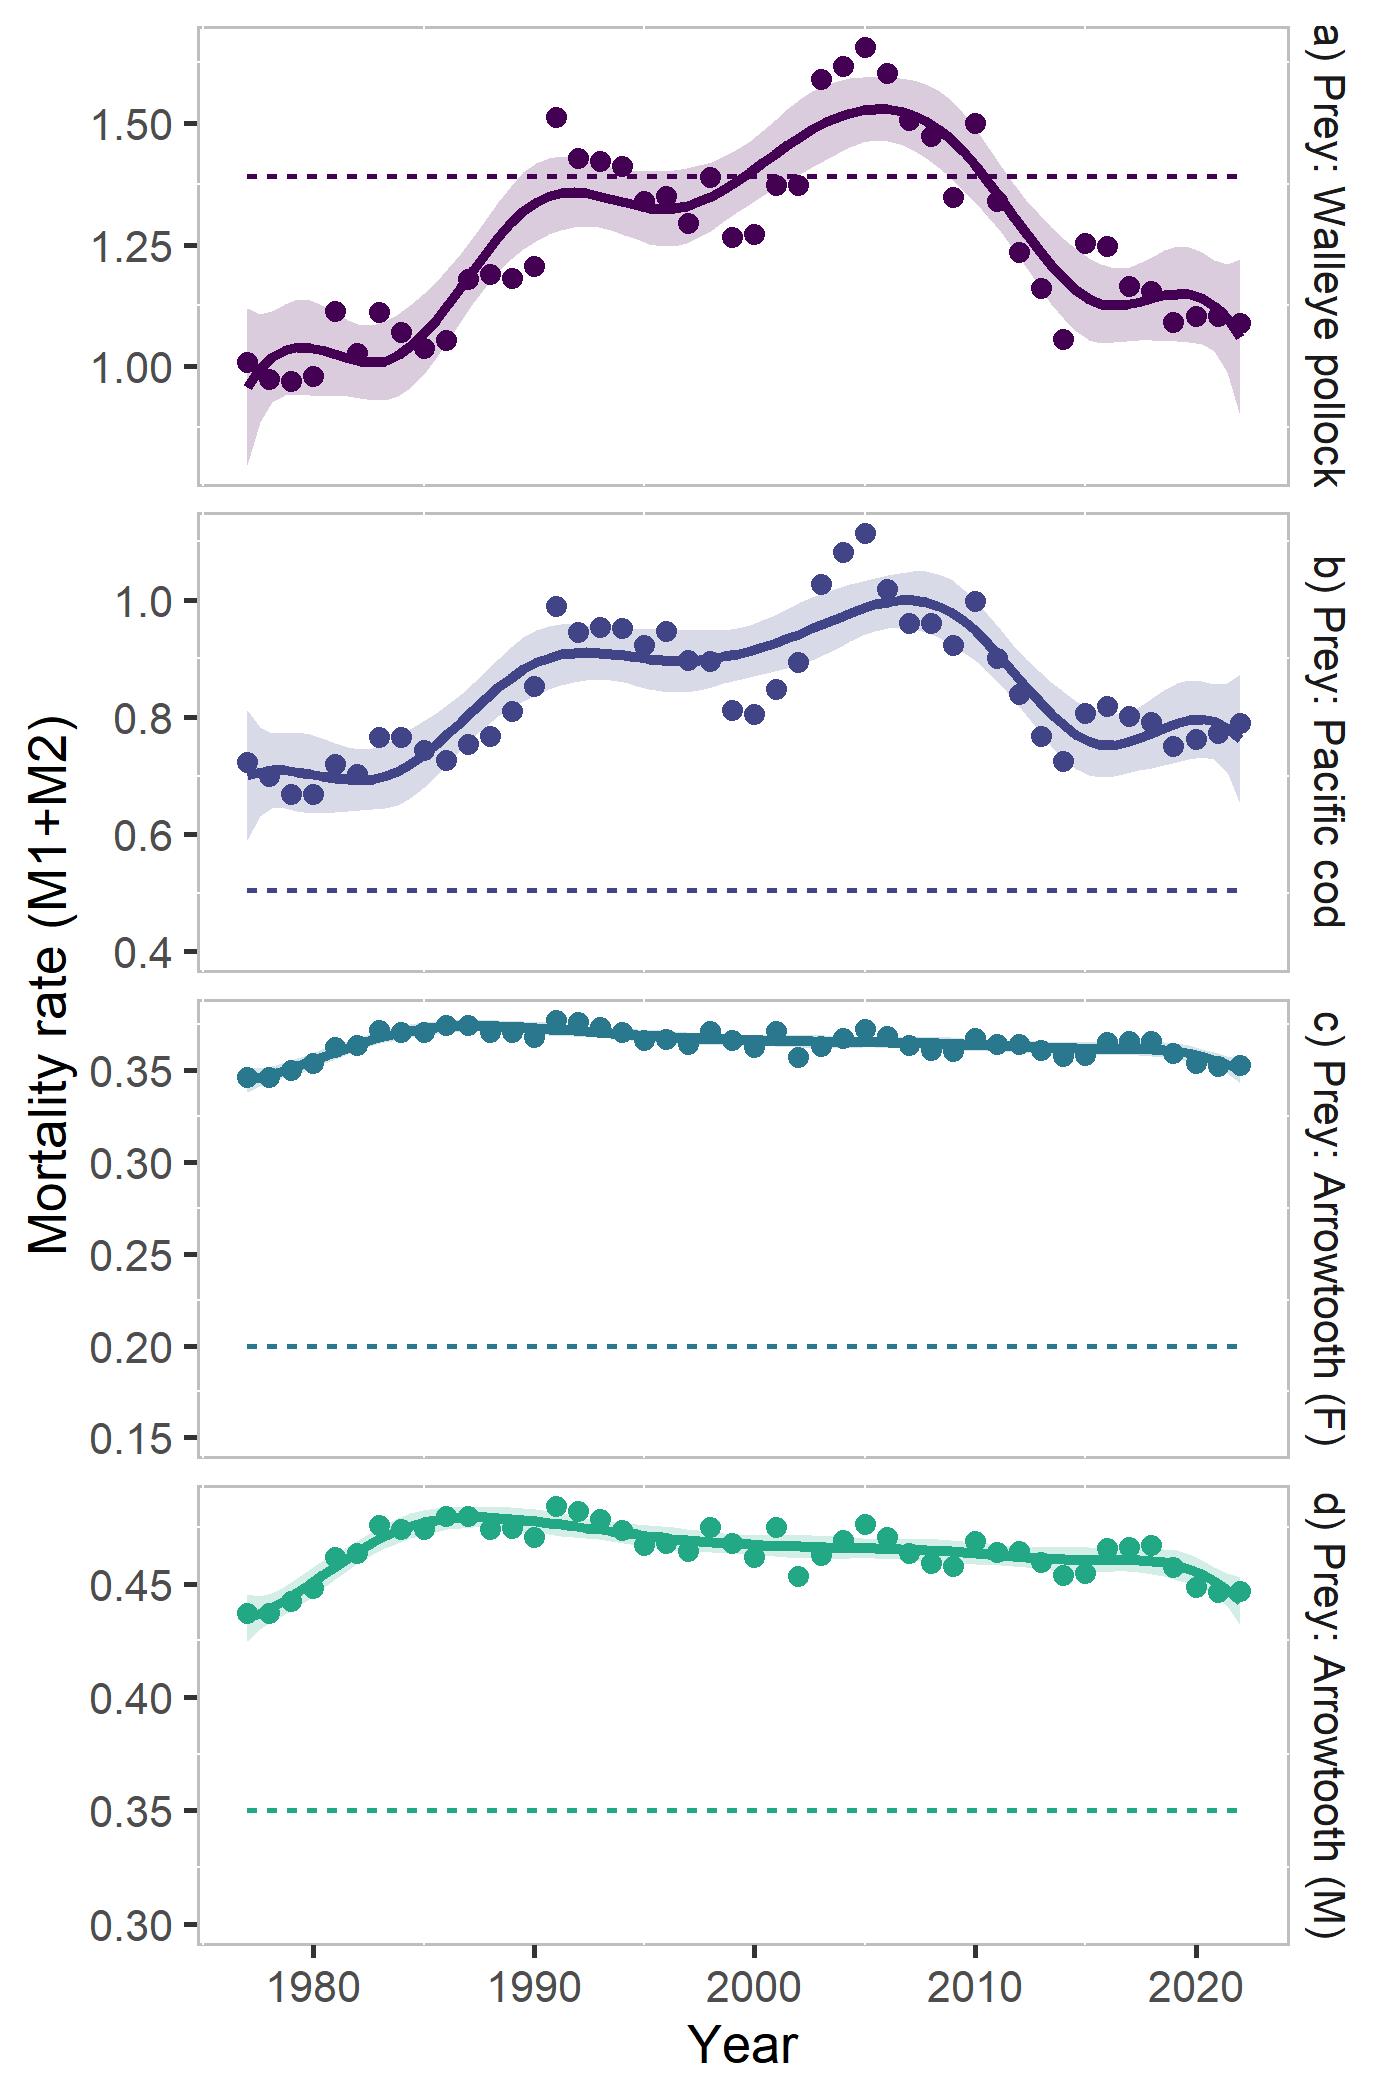 a) Prey: Walleye pollock
1.50
1.25
1.00
b) Prey: Pacific cod
1.0
0.8
0.6
0.4
Mortality rate (M1+M2)
c) Prey: Arrowtooth (F)
0.35
0.30
0.25
0.20
0.15
d) Prey: Arrowtooth (M)
0.45
0.40
0.35
0.30
1980 1990 2000 2010 2020
Year